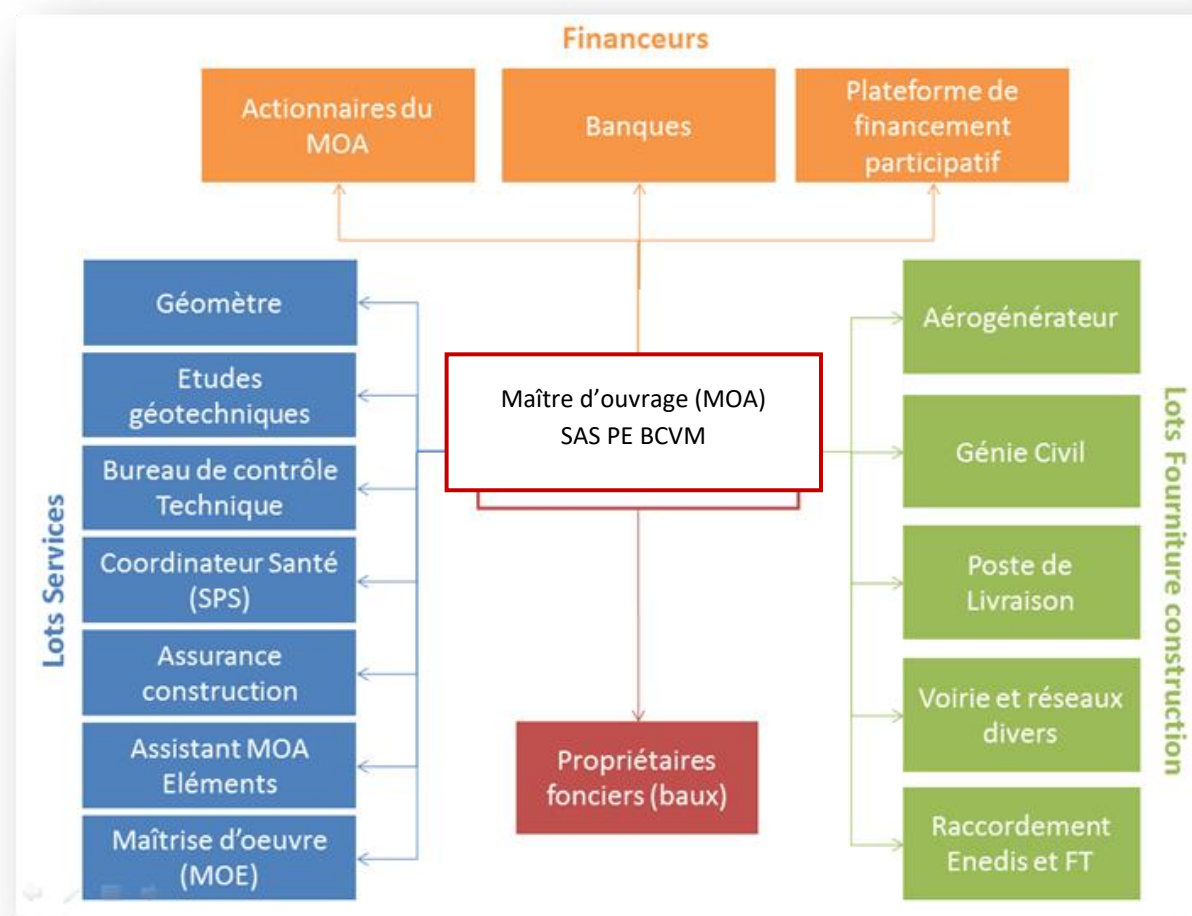 Financeurs
Actionnaires du
MOA
Banques
Plateforme de
financement
participatif
Lots Services
Géomètre
Etudes
géotechniques
Bureau de contrôle
Technique
Coordinateur Santé
(SPS)
Assurance
construction
Assistant MOA
Eléments
Maîtrise d'oeuvre
(MOE)
Maître d'ouvrage (MOA)
SAS PE BCVM
Propriétaires
fonciers (baux)
Aérogénérateur
Génie Civil
Poste de
Livraison
Voirie et réseaux
divers
Raccordement
Enedis et FT
Lots Fourniture construction